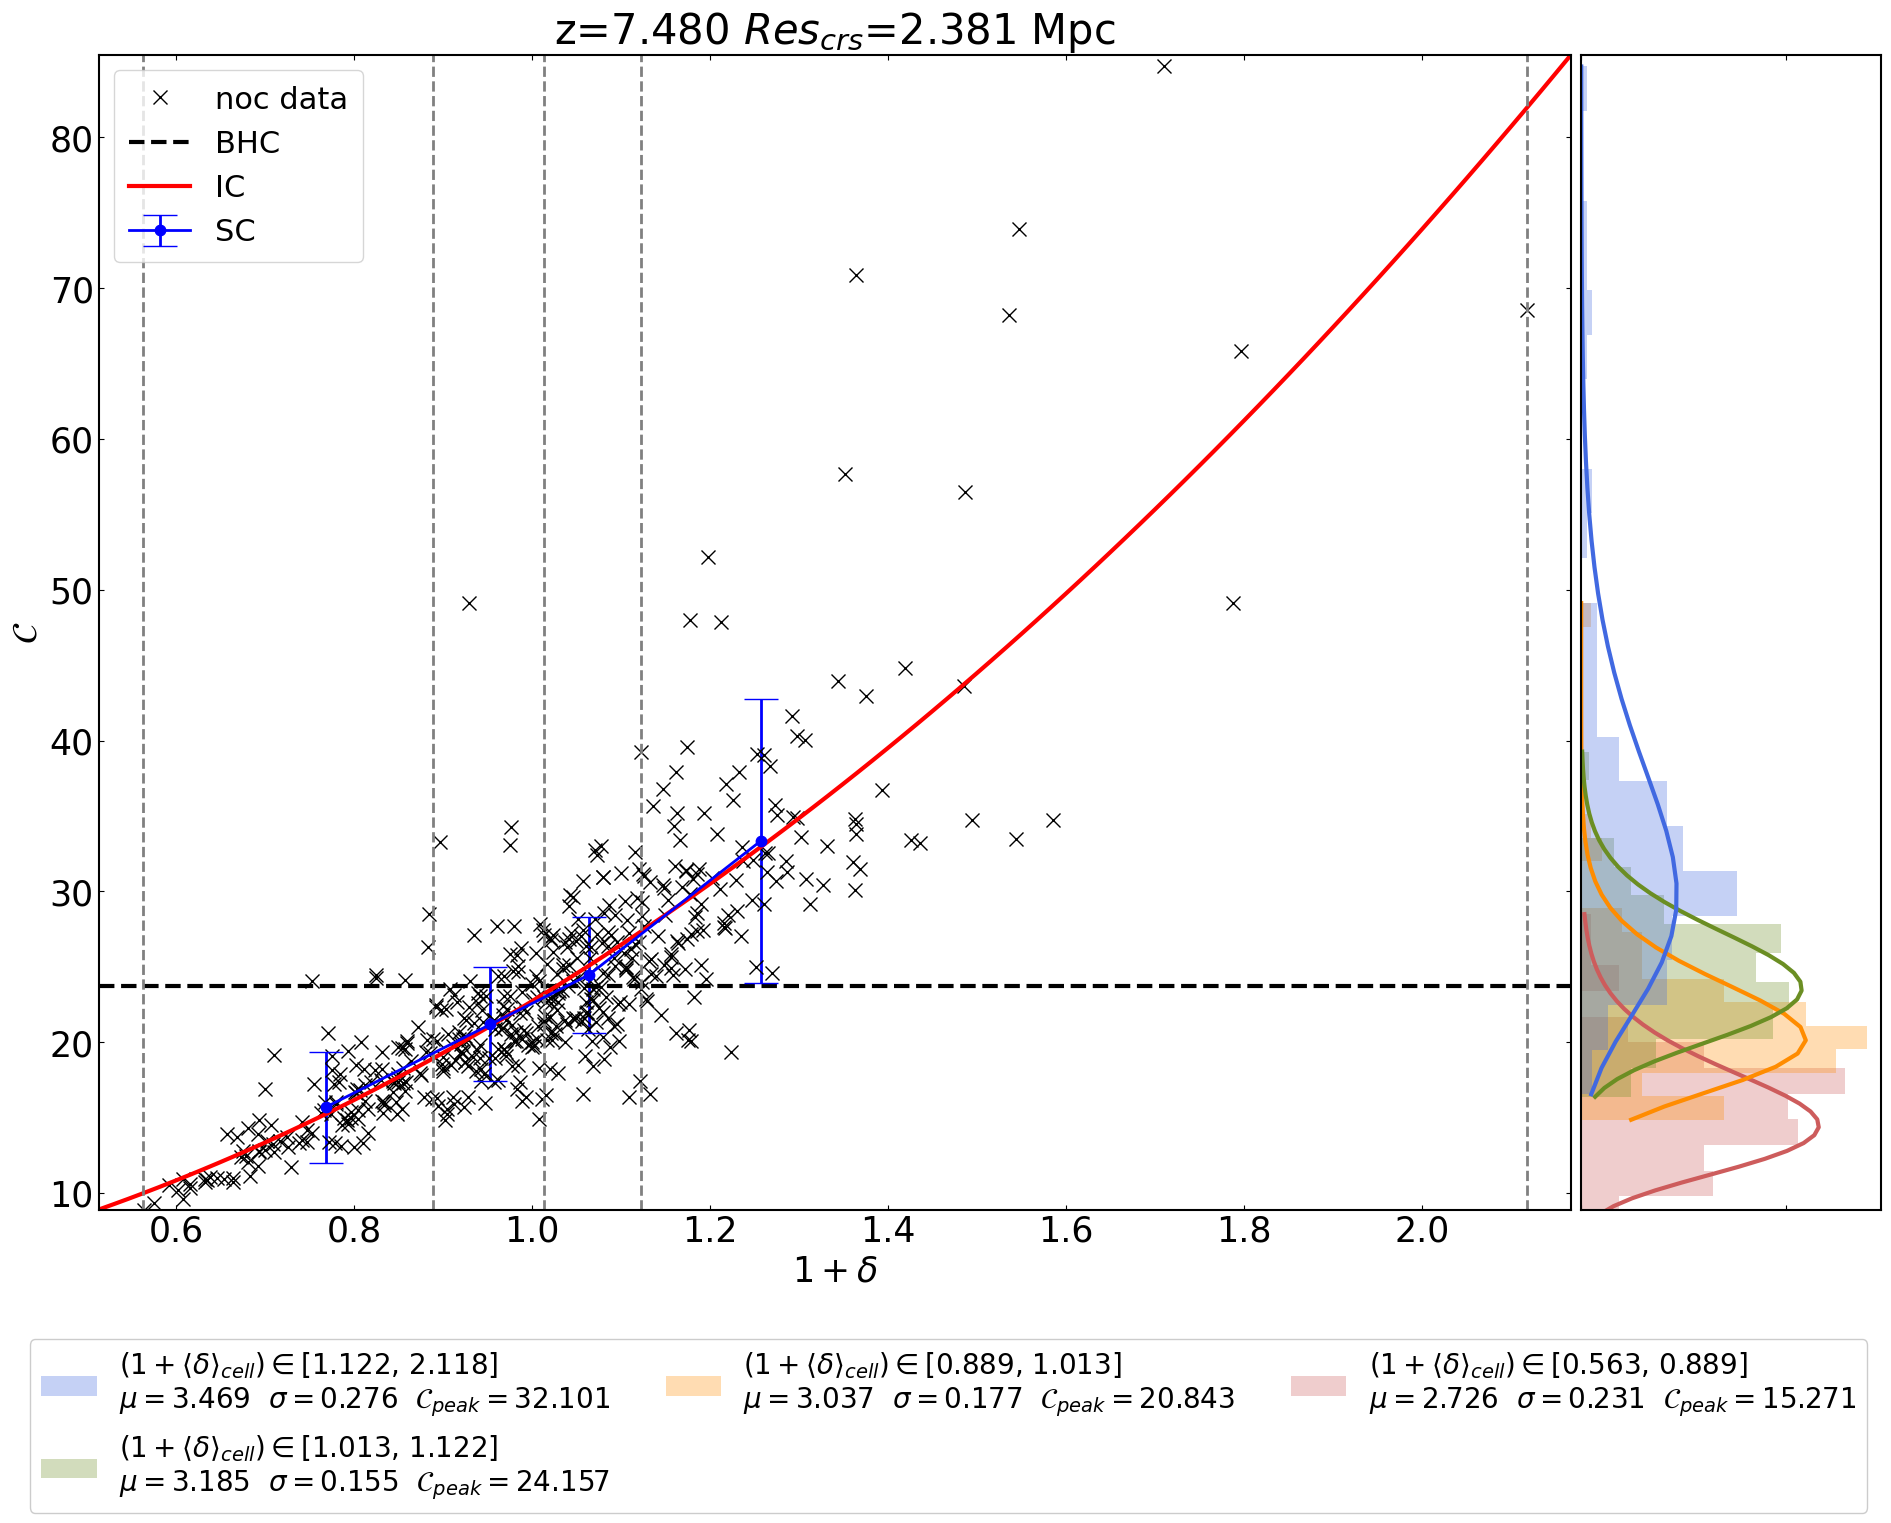 z=7.480 Res_crs=2.381 Mpc
noc data
BHC
IC
SC
80
70
60
50
40
30
20
10
𝒞
0.6 0.8 1.0 1.2 1.4 1.6 1.8 2.0
1 + δ
(1 + ⟨δ⟩_cell) ∈ [1.122, 2.118]
μ = 3.469 σ = 0.276 𝒞_peak = 32.101
(1 + ⟨δ⟩_cell) ∈ [1.013, 1.122]
μ = 3.185 σ = 0.155 𝒞_peak = 24.157
(1 + ⟨δ⟩_cell) ∈ [0.889, 1.013]
μ = 3.037 σ = 0.177 𝒞_peak = 20.843
(1 + ⟨δ⟩_cell) ∈ [0.563, 0.889]
μ = 2.726 σ = 0.231 𝒞_peak = 15.271